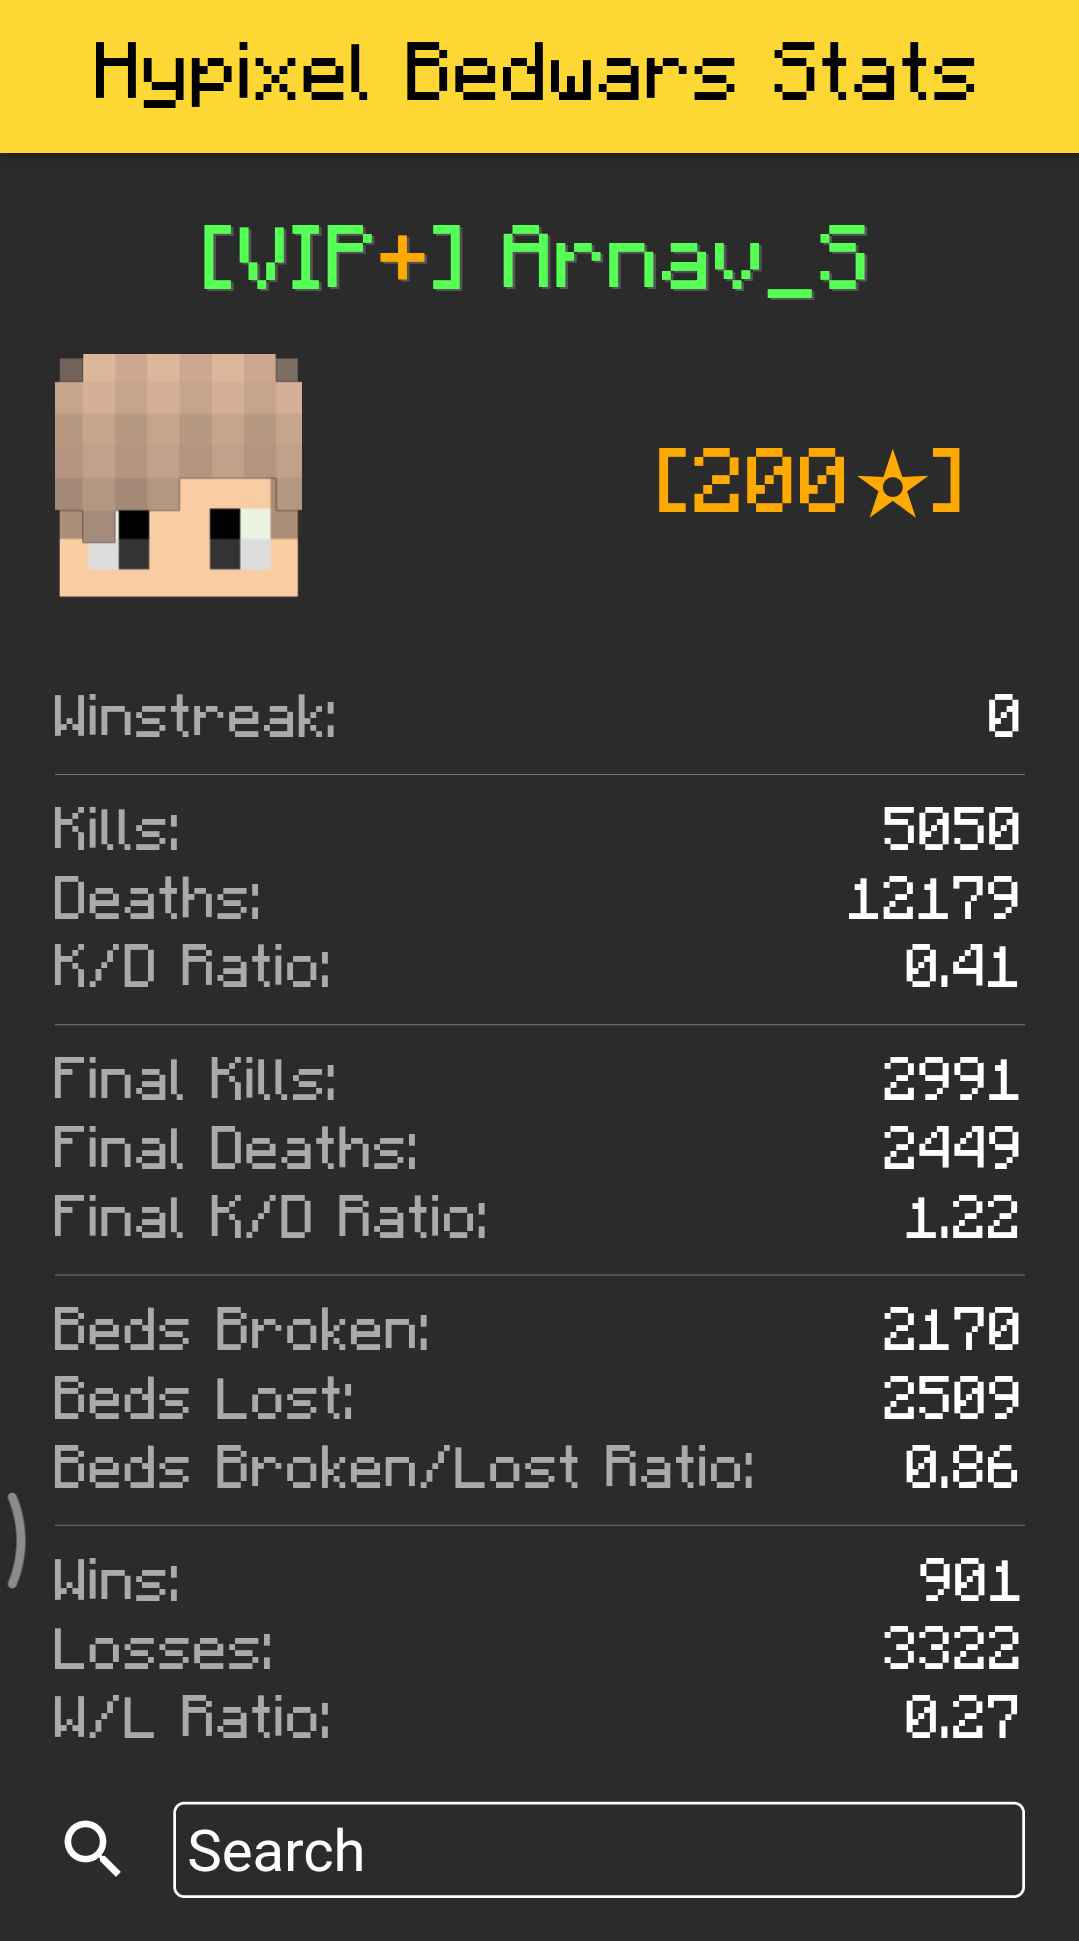 Hypixel Bedwars Stats
[VIP+] Arnav_S
[200✫]
Winstreak: 0
Kills: 5050
Deaths: 12179
K/D Ratio: 0.41
Final Kills: 2991
Final Deaths: 2449
Final K/D Ratio: 1.22
Beds Broken: 2170
Beds Lost: 2509
Beds Broken/Lost Ratio: 0.86
Wins: 901
Losses: 3322
W/L Ratio: 0.27
Search